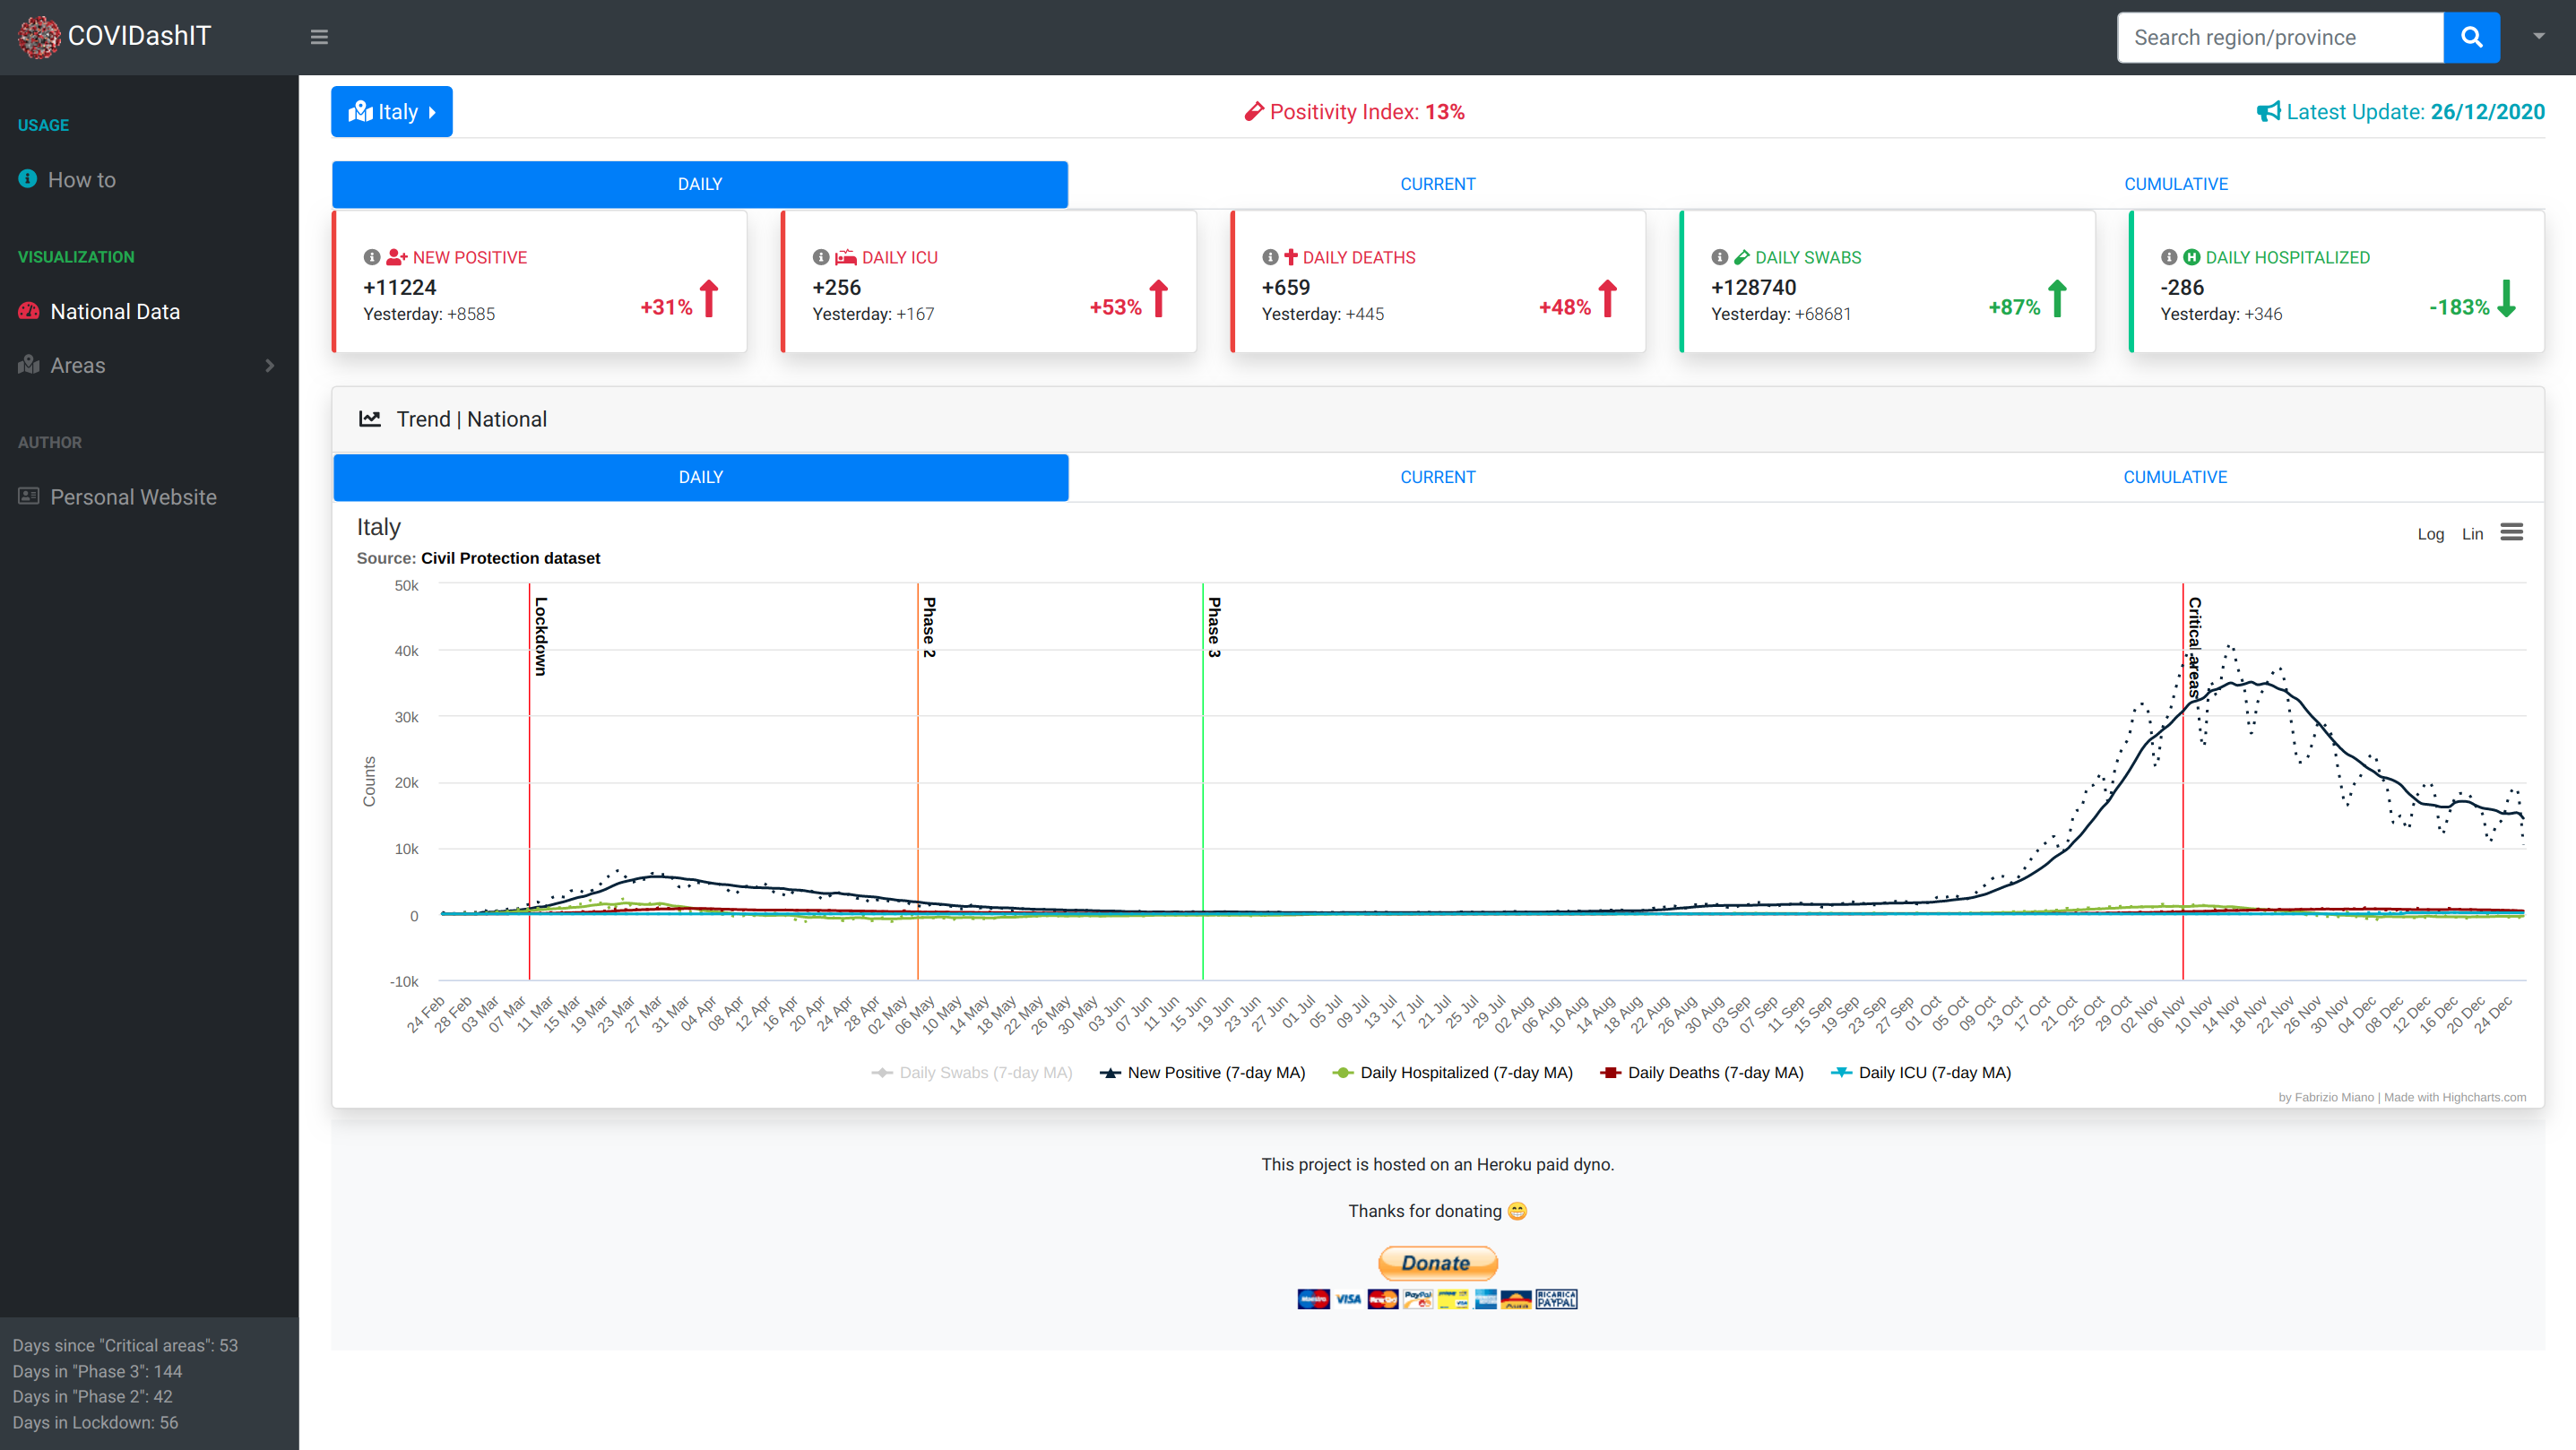 COVIDashIT
Search region/province
USAGE
How to
VISUALIZATION
National Data
Areas
AUTHOR
Personal Website
Days since "Critical areas": 53
Days in "Phase 3": 144
Days in "Phase 2": 42
Days in Lockdown: 56
Italy
Positivity Index: 13%
Latest Update: 26/12/2020
DAILY CURRENT CUMULATIVE
NEW POSITIVE
+11224
Yesterday: +8585
+31%
DAILY ICU
+256
Yesterday: +167
+53%
DAILY DEATHS
+659
Yesterday: +445
+48%
DAILY SWABS
+128740
Yesterday: +68681
+87%
DAILY HOSPITALIZED
-286
Yesterday: +346
-183%
Trend | National
DAILY CURRENT CUMULATIVE
Italy
Source: Civil Protection dataset
Log Lin
Counts
50k
40k
30k
20k
10k
0
-10k
Lockdown
Phase 2
Phase 3
Critical areas
24 Feb 28 Feb 03 Mar 07 Mar 11 Mar 15 Mar 19 Mar 23 Mar 27 Mar 31 Mar 04 Apr 08 Apr 12 Apr 16 Apr 20 Apr 24 Apr 28 Apr 02 May 06 May 10 May 14 May 18 May 22 May 26 May 30 May 03 Jun 07 Jun 11 Jun 15 Jun 19 Jun 23 Jun 27 Jun 01 Jul 05 Jul 09 Jul 13 Jul 17 Jul 21 Jul 25 Jul 29 Jul 02 Aug 06 Aug 10 Aug 14 Aug 18 Aug 22 Aug 26 Aug 30 Aug 03 Sep 07 Sep 11 Sep 15 Sep 19 Sep 23 Sep 27 Sep 01 Oct 05 Oct 09 Oct 13 Oct 17 Oct 21 Oct 25 Oct 29 Oct 02 Nov 06 Nov 10 Nov 14 Nov 18 Nov 22 Nov 26 Nov 30 Nov 04 Dec 08 Dec 12 Dec 16 Dec 20 Dec 24 Dec
Daily Swabs (7-day MA) New Positive (7-day MA) Daily Hospitalized (7-day MA) Daily Deaths (7-day MA) Daily ICU (7-day MA)
by Fabrizio Miano | Made with Highcharts.com
This project is hosted on an Heroku paid dyno.
Thanks for donating 😁
Donate
Maestro VISA PayPal VISA RICARICA PAYPAL